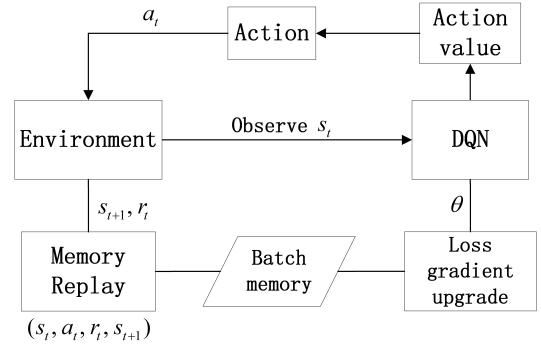 a_t
Action
Action
value
Environment
Observe s_t
DQN
s_{t+1}, r_t
θ
Memory
Replay
Batch
memory
Loss
gradient
upgrade
(s_t, a_t, r_t, s_{t+1})